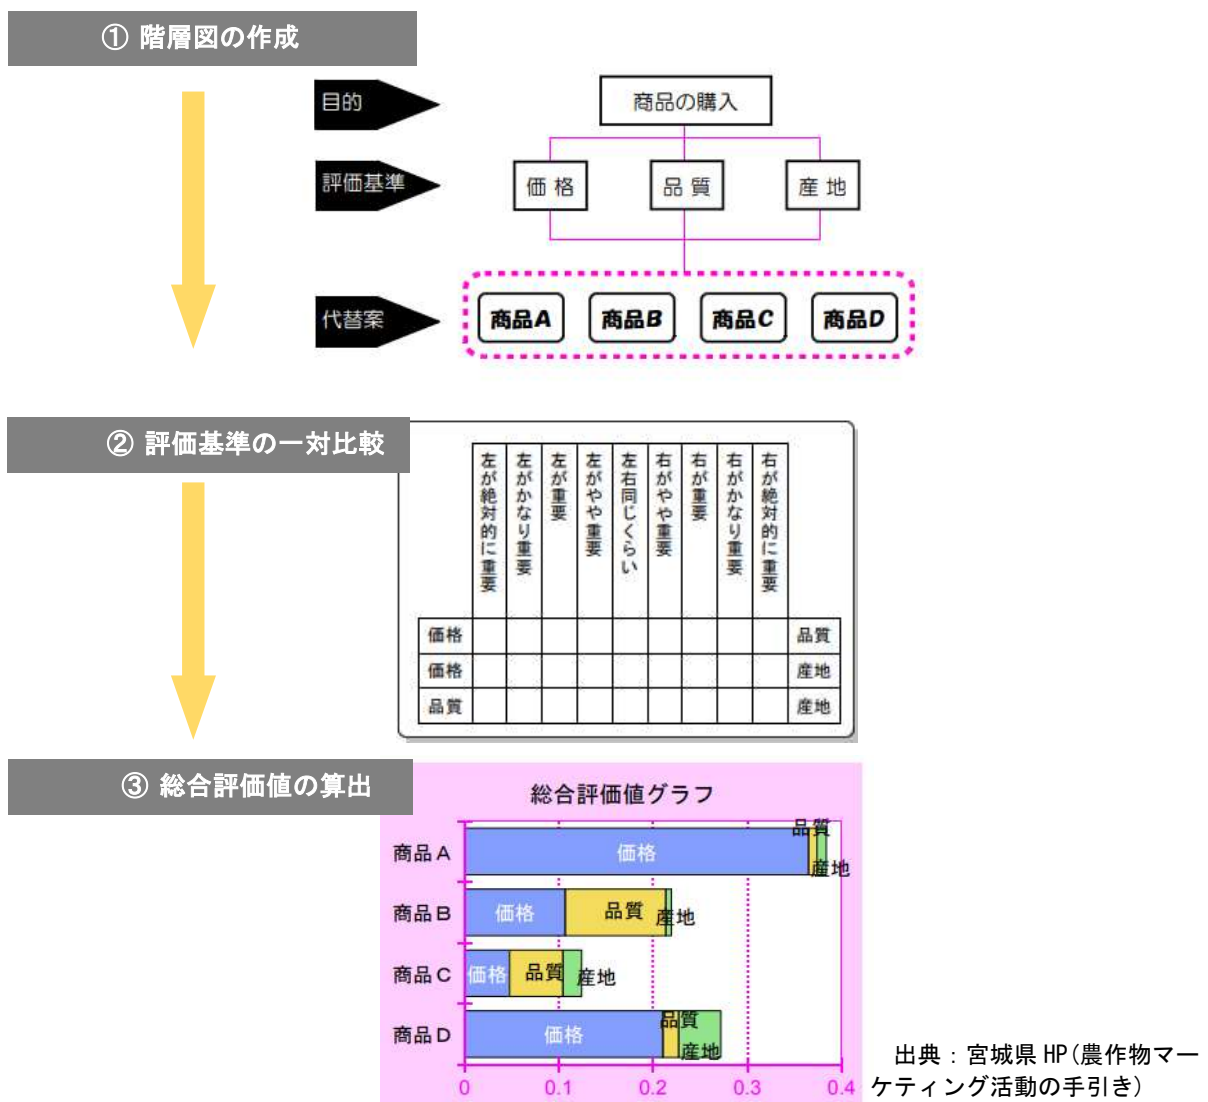 ① 階層図の作成
目的
商品の購入
評価基準
価 格
品 質
産 地
代替案
商品A
商品B
商品C
商品D
② 評価基準の一対比較
左が絶対的に重要
左がかなり重要
左が重要
左がやや重要
左右同じくらい
右がやや重要
右が重要
右がかなり重要
右が絶対的に重要
価格 品質
価格 産地
品質 産地
③ 総合評価値の算出
総合評価値グラフ
商品A 価格 品質 産地
商品B 価格 品質 産地
商品C 価格 品質 産地
商品D 価格 品質 産地
0 0.1 0.2 0.3 0.4
出典：宮城県 HP(農作物マー
ケティング活動の手引き)